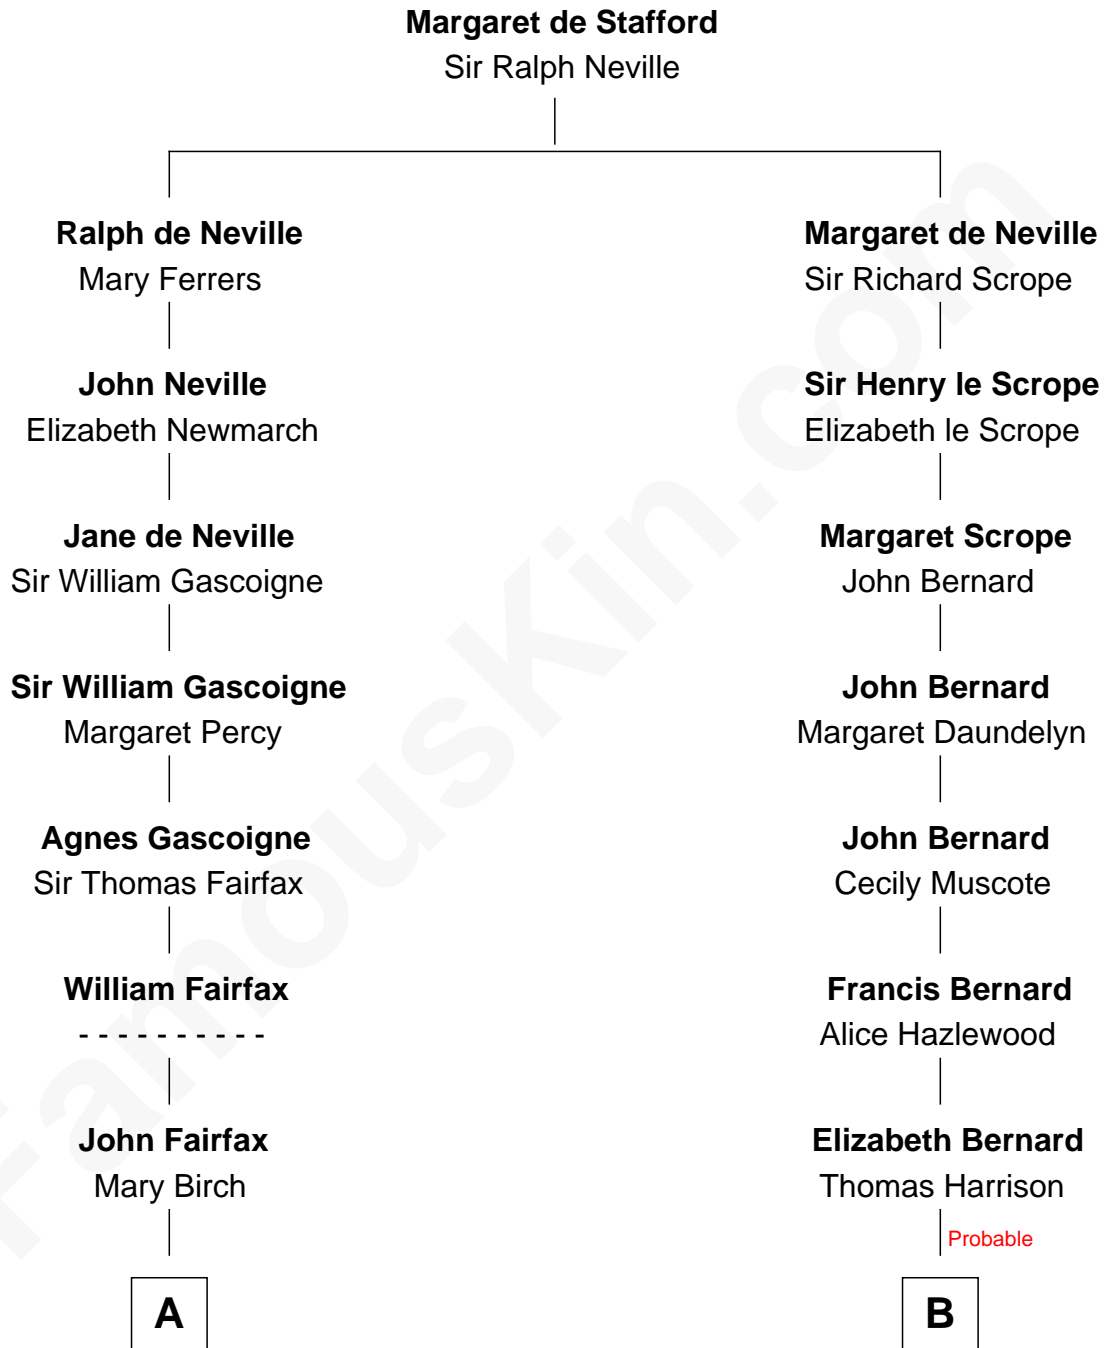 Margaret de Stafford
Sir Ralph Neville
Ralph de Neville
Mary Ferrers
John Neville
Elizabeth Newmarch
Jane de Neville
Sir William Gascoigne
Sir William Gascoigne
Margaret Percy
Agnes Gascoigne
Sir Thomas Fairfax
William Fairfax
- - - - - - - - - -
John Fairfax
Mary Birch
A
Margaret de Neville
Sir Richard Scrope
Sir Henry le Scrope
Elizabeth le Scrope
Margaret Scrope
John Bernard
John Bernard
Margaret Daundelyn
John Bernard
Cecily Muscote
Francis Bernard
Alice Hazlewood
Elizabeth Bernard
Thomas Harrison
Probable
B
FamousKin.com